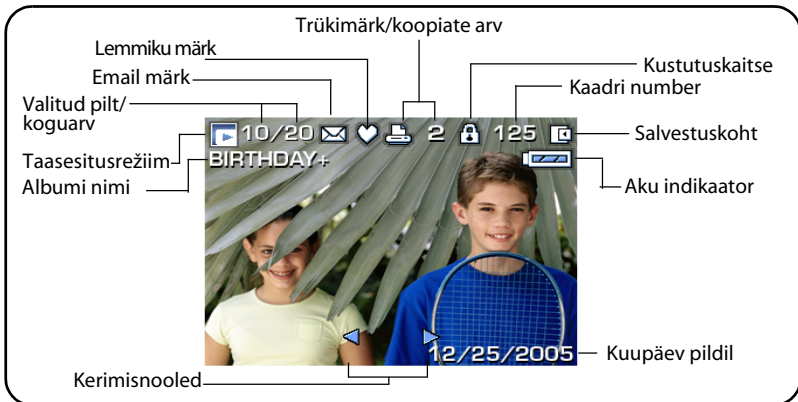 Trükimärk/koopiate arv
Lemmiku märk
Kustutuskaitse
Email märk
Kaadri number
Valitud pilt/
koguarv
10/20 2 125
Salvestuskoht
Taasesitusrežiim
BIRTHDAY+
Albumi nimi
Aku indikaator
12/25/2005
Kuupäev pildil
Kerimisnooled